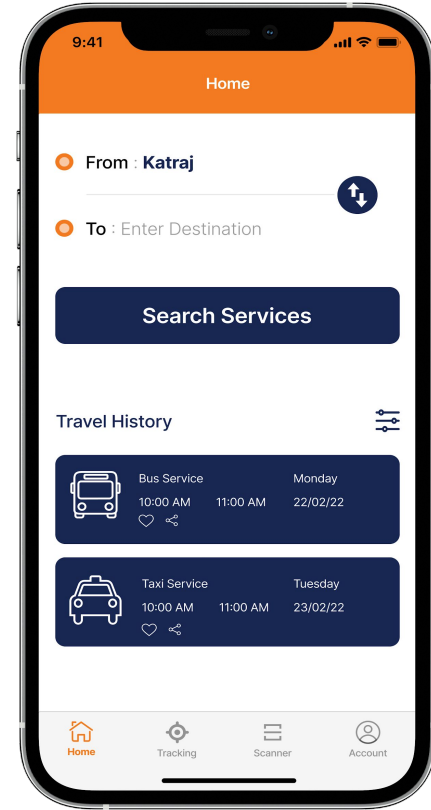 9:41
Home
From : Katraj
To : Enter Destination
Search Services
Travel History
Bus Service Monday
10:00 AM 11:00 AM 22/02/22
Taxi Service Tuesday
10:00 AM 11:00 AM 23/02/22
Home Tracking Scanner Account